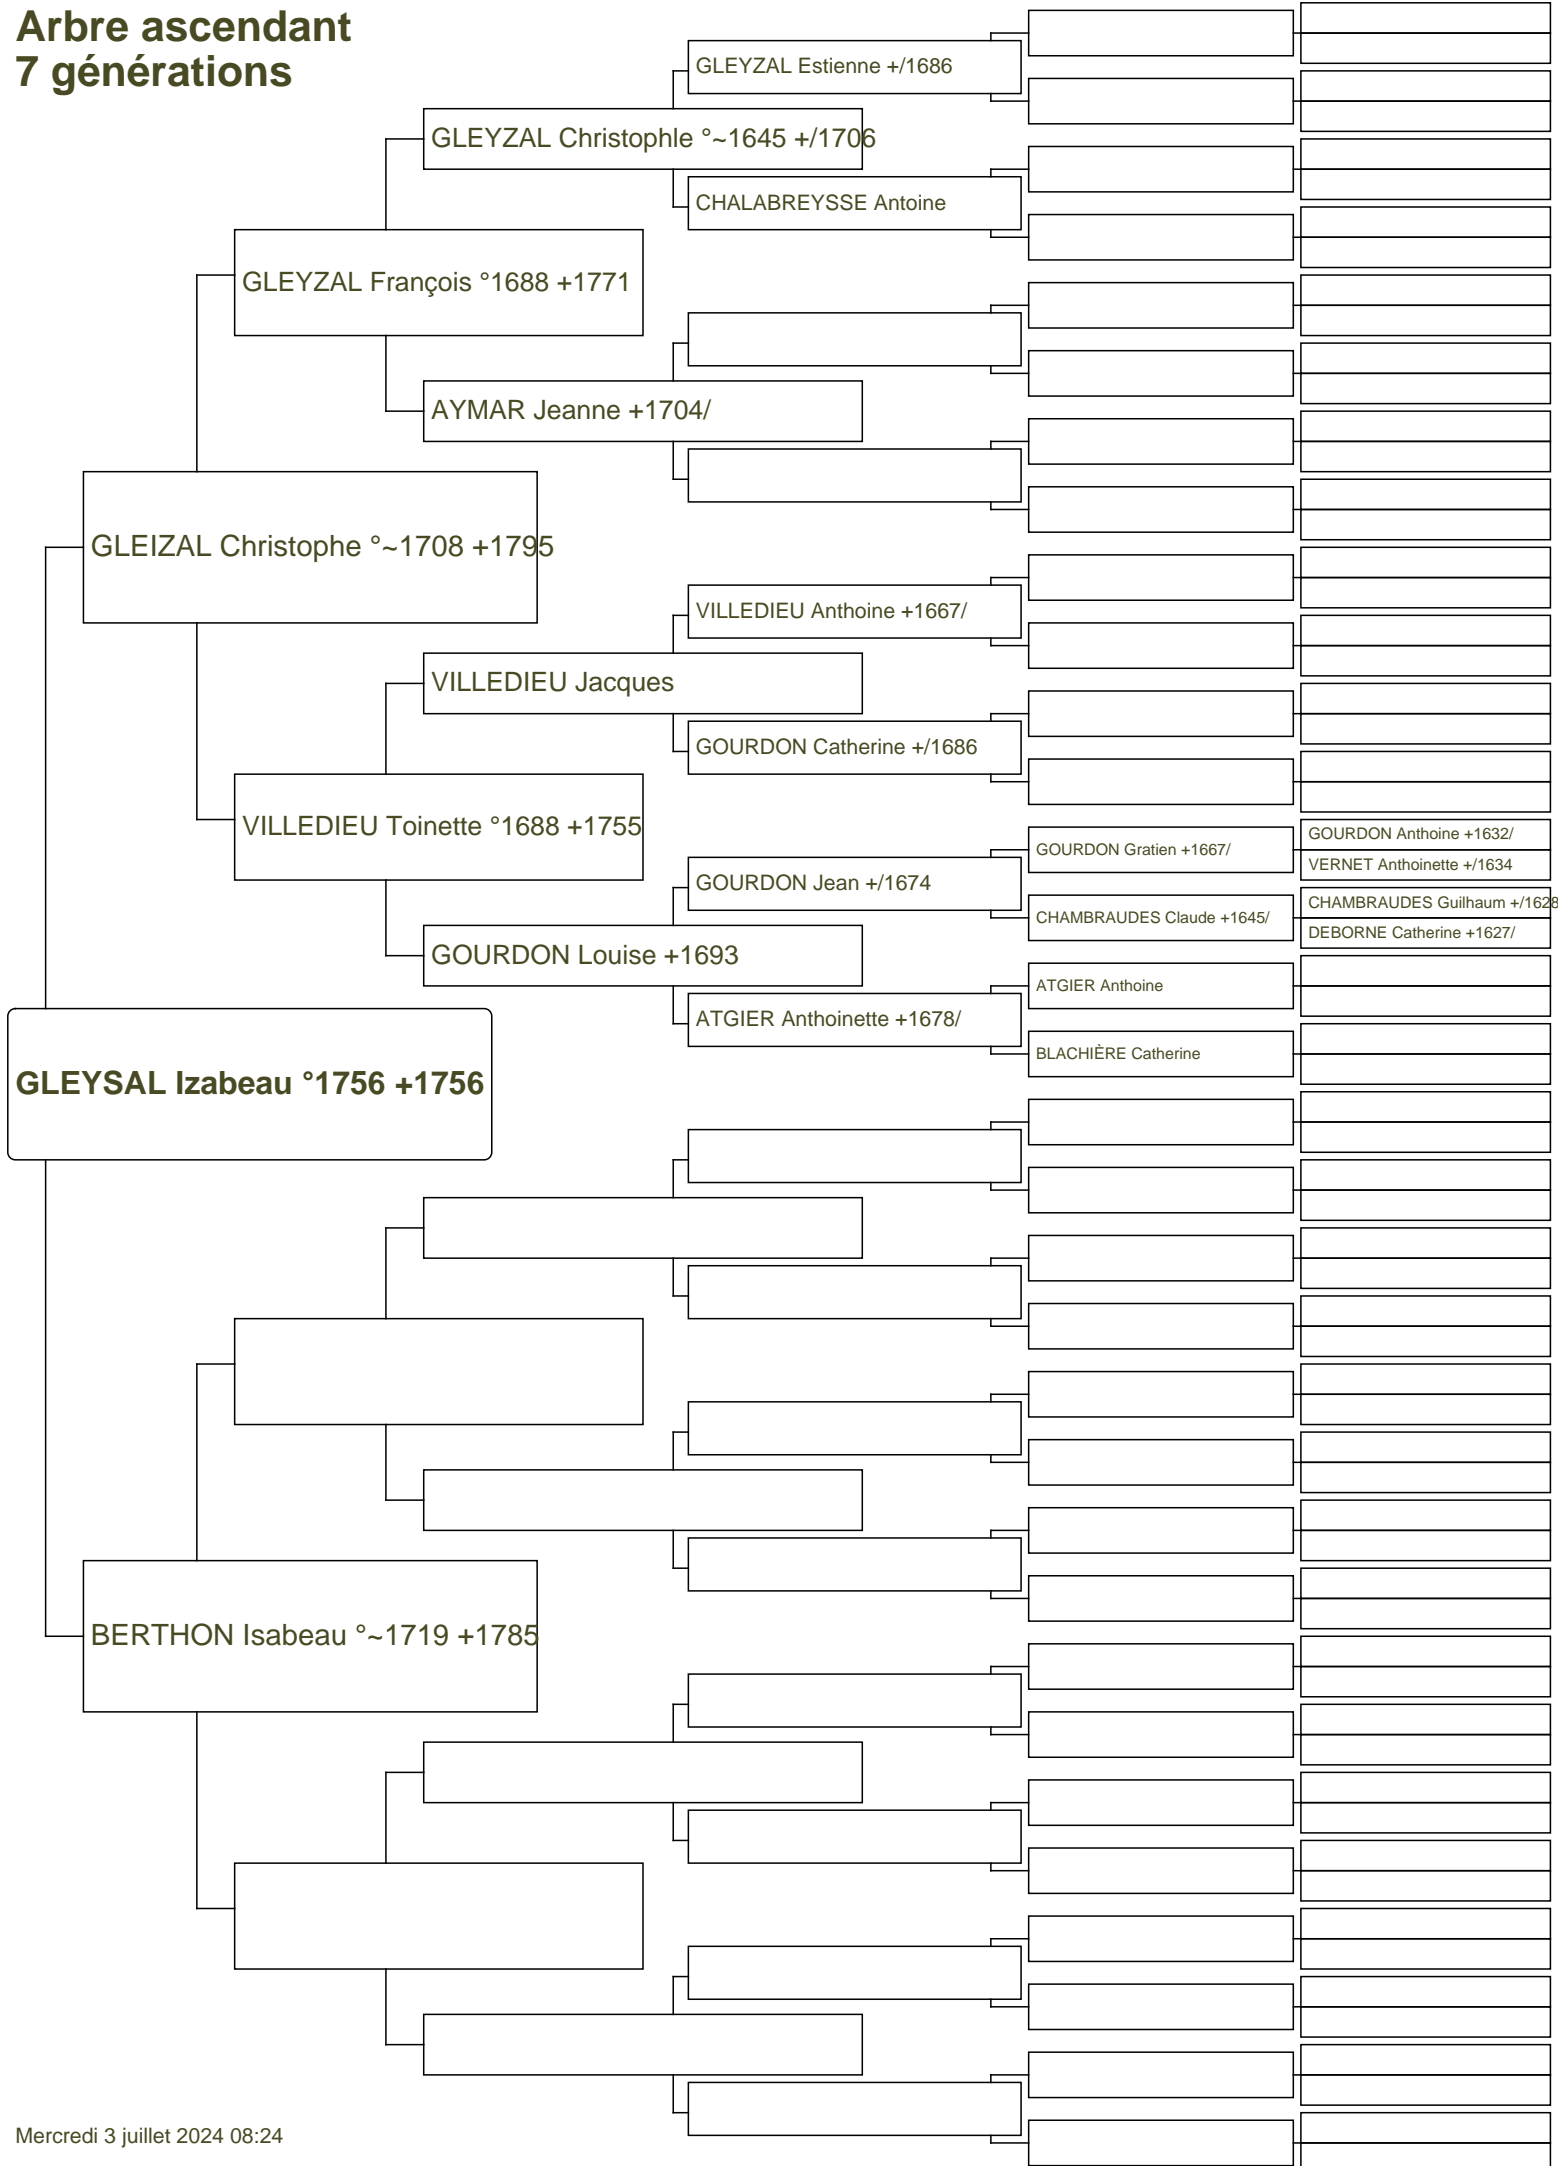 Arbre ascendant
7 générations
GLEYZAL Estienne +/1686
GLEYZAL Christophle °~1645 +/1706
CHALABREYSSE Antoine
GLEYZAL François °1688 +1771
AYMAR Jeanne +1704/
GLEIZAL Christophe °~1708 +1795
VILLEDIEU Anthoine +1667/
VILLEDIEU Jacques
GOURDON Catherine +/1686
VILLEDIEU Toinette °1688 +1755
GOURDON Anthoine +1632/
GOURDON Gratien +1667/
VERNET Anthoinette +/1634
GOURDON Jean +/1674
CHAMBRAUDES Guilhaum +/1628
CHAMBRAUDES Claude +1645/
DEBORNE Catherine +1627/
GOURDON Louise +1693
ATGIER Anthoine
ATGIER Anthoinette +1678/
BLACHIÈRE Catherine
GLEYSAL Izabeau °1756 +1756
BERTHON Isabeau °~1719 +1785
Mercredi 3 juillet 2024 08:24